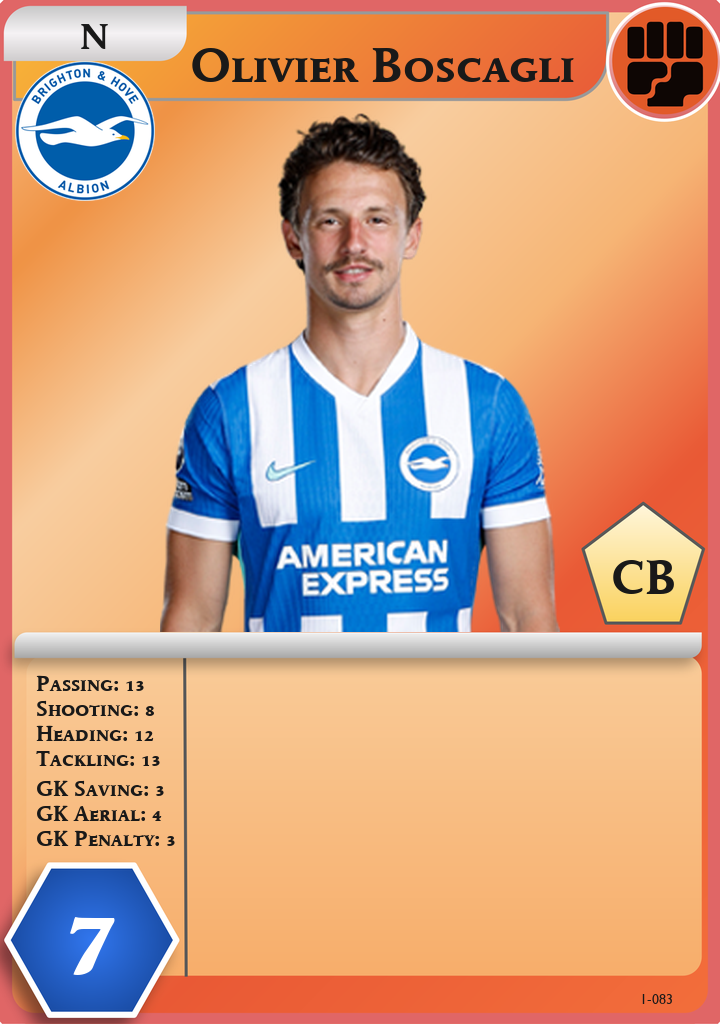 N
Olivier Boscagli
BRIGHTON & HOVE
ALBION
AMERICAN
EXPRESS
CB
Passing: 13
Shooting: 8
Heading: 12
Tackling: 13
GK Saving: 3
GK Aerial: 4
GK Penalty: 3
7
1-083